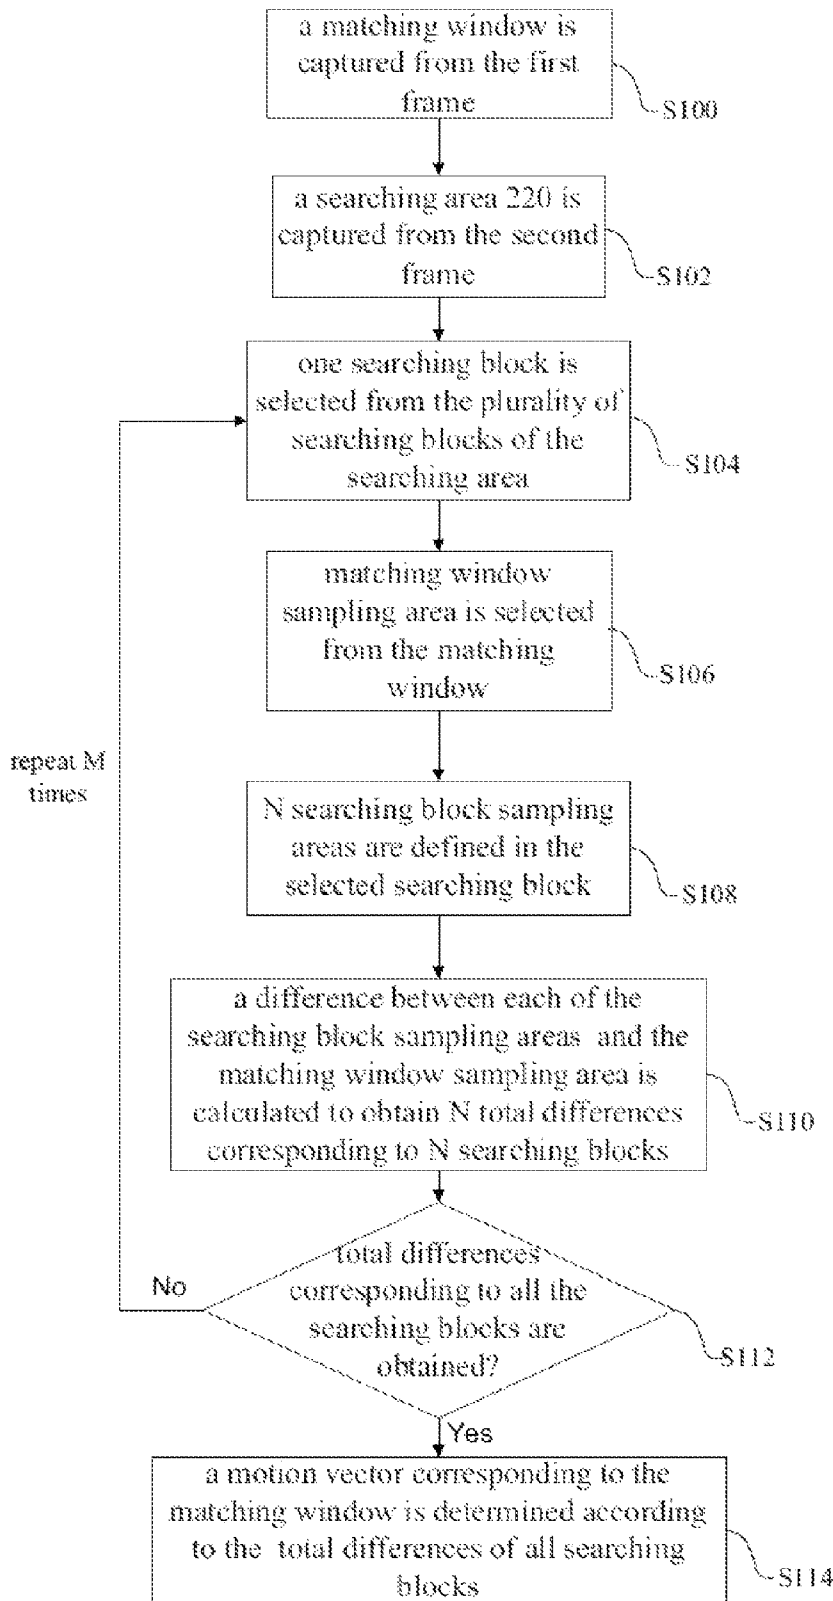 a matching window is
captured from the first
frame
S100
a searching area 220 is
captured from the second
frame
S102
one searching block is
selected from the plurality of
searching blocks of the
searching area
S104
matching window
sampling area is selected
from the matching
window
S106
repeat M
times
N searching block sampling
areas are defined in the
selected searching block
S108
a difference between each of the
searching block sampling areas and the
matching window sampling area is
calculated to obtain N total differences
corresponding to N searching blocks
S110
total differences
corresponding to all the
searching blocks are
obtained?
No
S112
Yes
a motion vector corresponding to the
matching window is determined according
to the total differences of all searching
blocks
S114